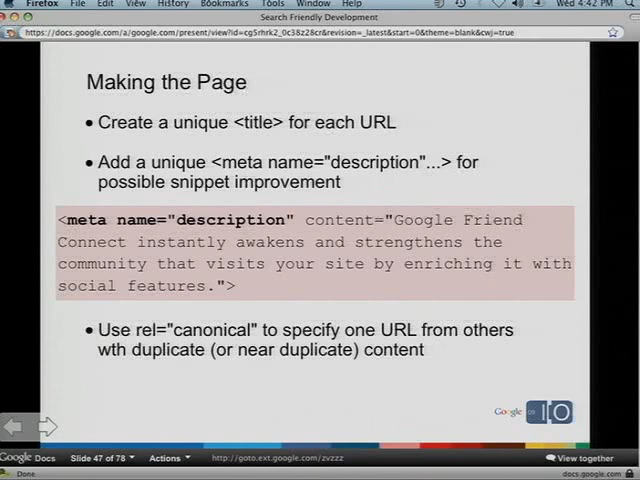 Firefox File Edit View History Bookmarks Tools Window Help Wed 4:42 PM
Search Friendly Development
https://docs.google.com/a/google.com/present/view?id=cg5rhrk2_0c38z28cr&revision=_latest&start=0&theme=blank&cwj=true
Making the Page
• Create a unique <title> for each URL
• Add a unique <meta name="description"...> for
possible snippet improvement
<meta name="description" content="Google Friend
Connect instantly awakens and strengthens the
community that visits your site by enriching it with
social features.">
• Use rel="canonical" to specify one URL from others
wth duplicate (or near duplicate) content
Google I/O
Google Docs Slide 47 of 78 Actions http://goto.ext.google.com/zvzzz View together
Done docs.google.com